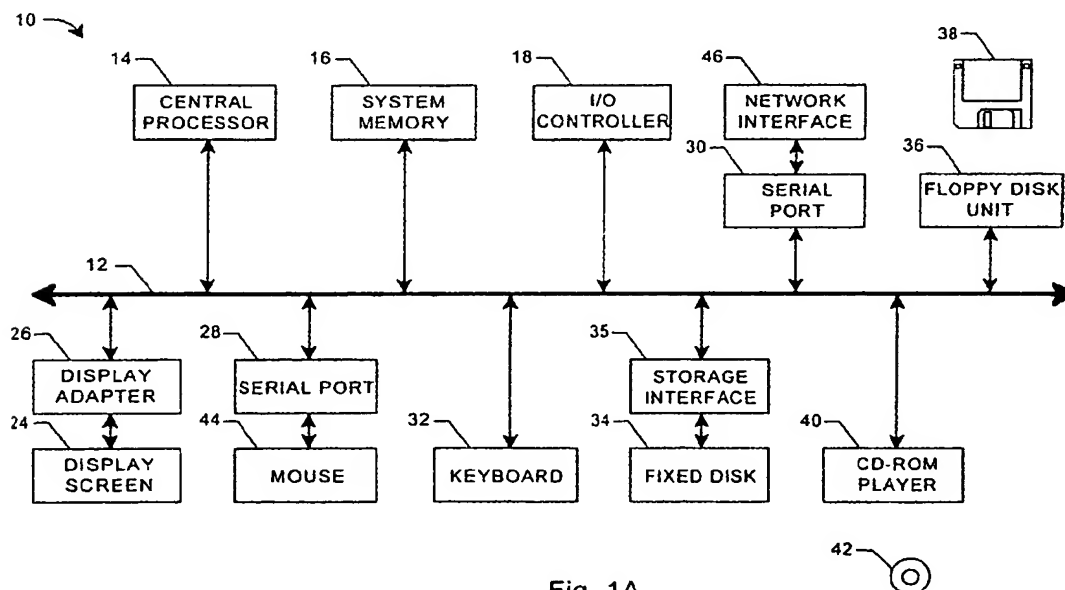 10
14
16
18
46
38
CENTRAL
PROCESSOR
SYSTEM
MEMORY
I/O
CONTROLLER
NETWORK
INTERFACE
30
36
SERIAL
PORT
FLOPPY DISK
UNIT
12
26
28
35
DISPLAY
ADAPTER
SERIAL PORT
STORAGE
INTERFACE
24
44
32
34
40
DISPLAY
SCREEN
MOUSE
KEYBOARD
FIXED DISK
CD-ROM
PLAYER
42
Fig. 1A